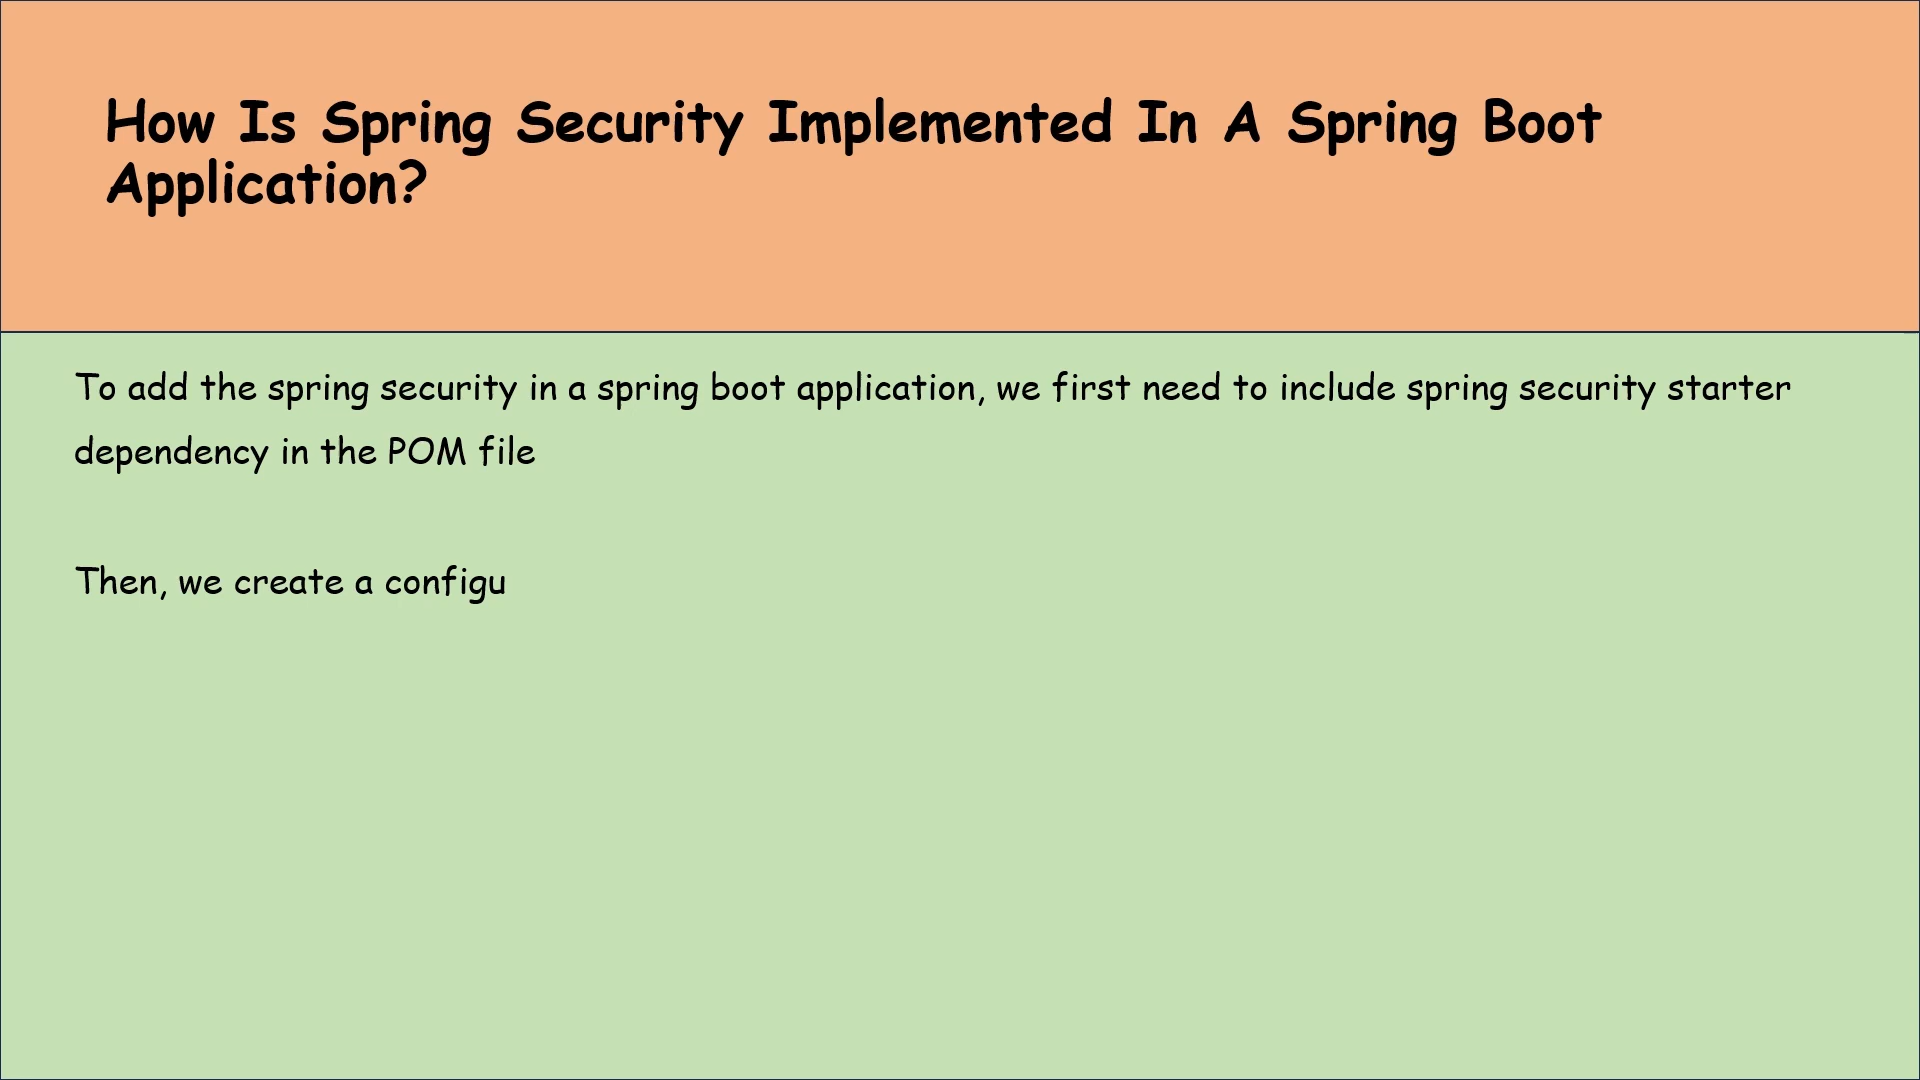 How Is Spring Security Implemented In A Spring Boot
Application?
To add the spring security in a spring boot application, we first need to include spring security starter
dependency in the POM file
Then, we create a configu